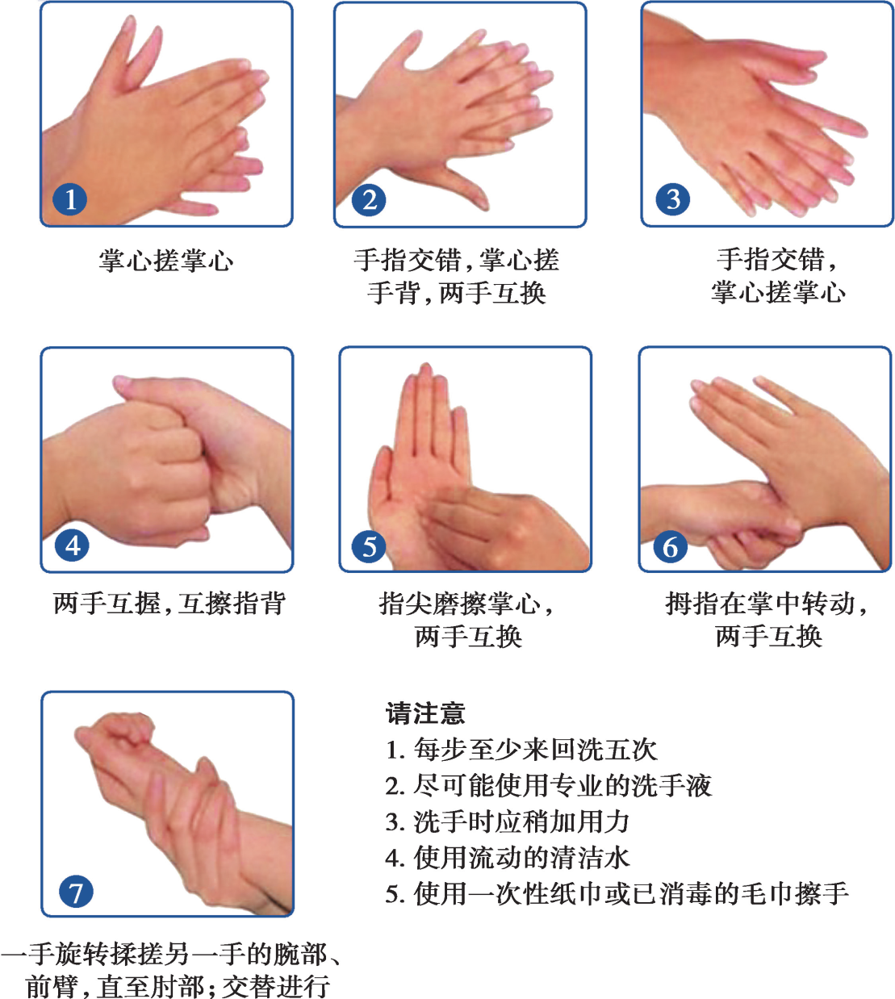 1
掌心搓掌心
2
手指交错，掌心搓
手背，两手互换
3
手指交错，
掌心搓掌心
4
两手互握，互擦指背
5
指尖磨擦掌心，
两手互换
6
拇指在掌中转动，
两手互换
7
一手旋转揉搓另一手的腕部、
前臂，直至肘部；交替进行
请注意
1. 每步至少来回洗五次
2. 尽可能使用专业的洗手液
3. 洗手时应稍加用力
4. 使用流动的清洁水
5. 使用一次性纸巾或已消毒的毛巾擦手